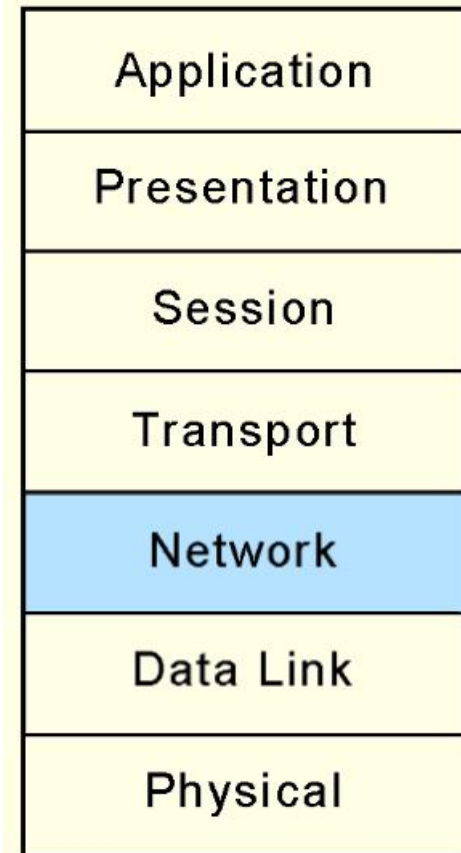 Application
Presentation
Session
Transport
Network
Data Link
Physical